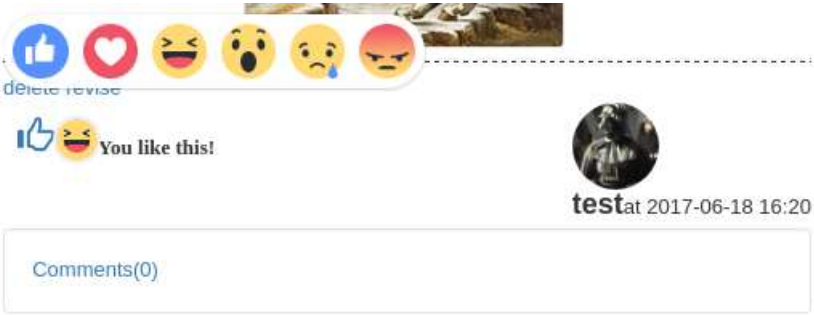 delete revise
You like this!
testat 2017-06-18 16:20
Comments(0)